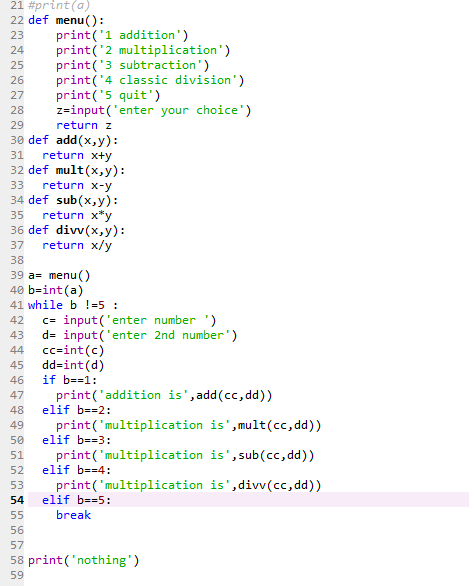 21 #print(a)
22 def menu():
23     print('1 addition')
24     print('2 multiplication')
25     print('3 subtraction')
26     print('4 classic division')
27     print('5 quit')
28     z=input('enter your choice')
29     return z
30 def add(x,y):
31   return x+y
32 def mult(x,y):
33   return x-y
34 def sub(x,y):
35   return x*y
36 def divv(x,y):
37   return x/y
38
39 a= menu()
40 b=int(a)
41 while b !=5 :
42   c= input('enter number ')
43   d= input('enter 2nd number')
44   cc=int(c)
45   dd=int(d)
46   if b==1:
47     print('addition is',add(cc,dd))
48   elif b==2:
49     print('multiplication is',mult(cc,dd))
50   elif b==3:
51     print('multiplication is',sub(cc,dd))
52   elif b==4:
53     print('multiplication is',divv(cc,dd))
54   elif b==5:
55     break
56
57
58 print('nothing')
59